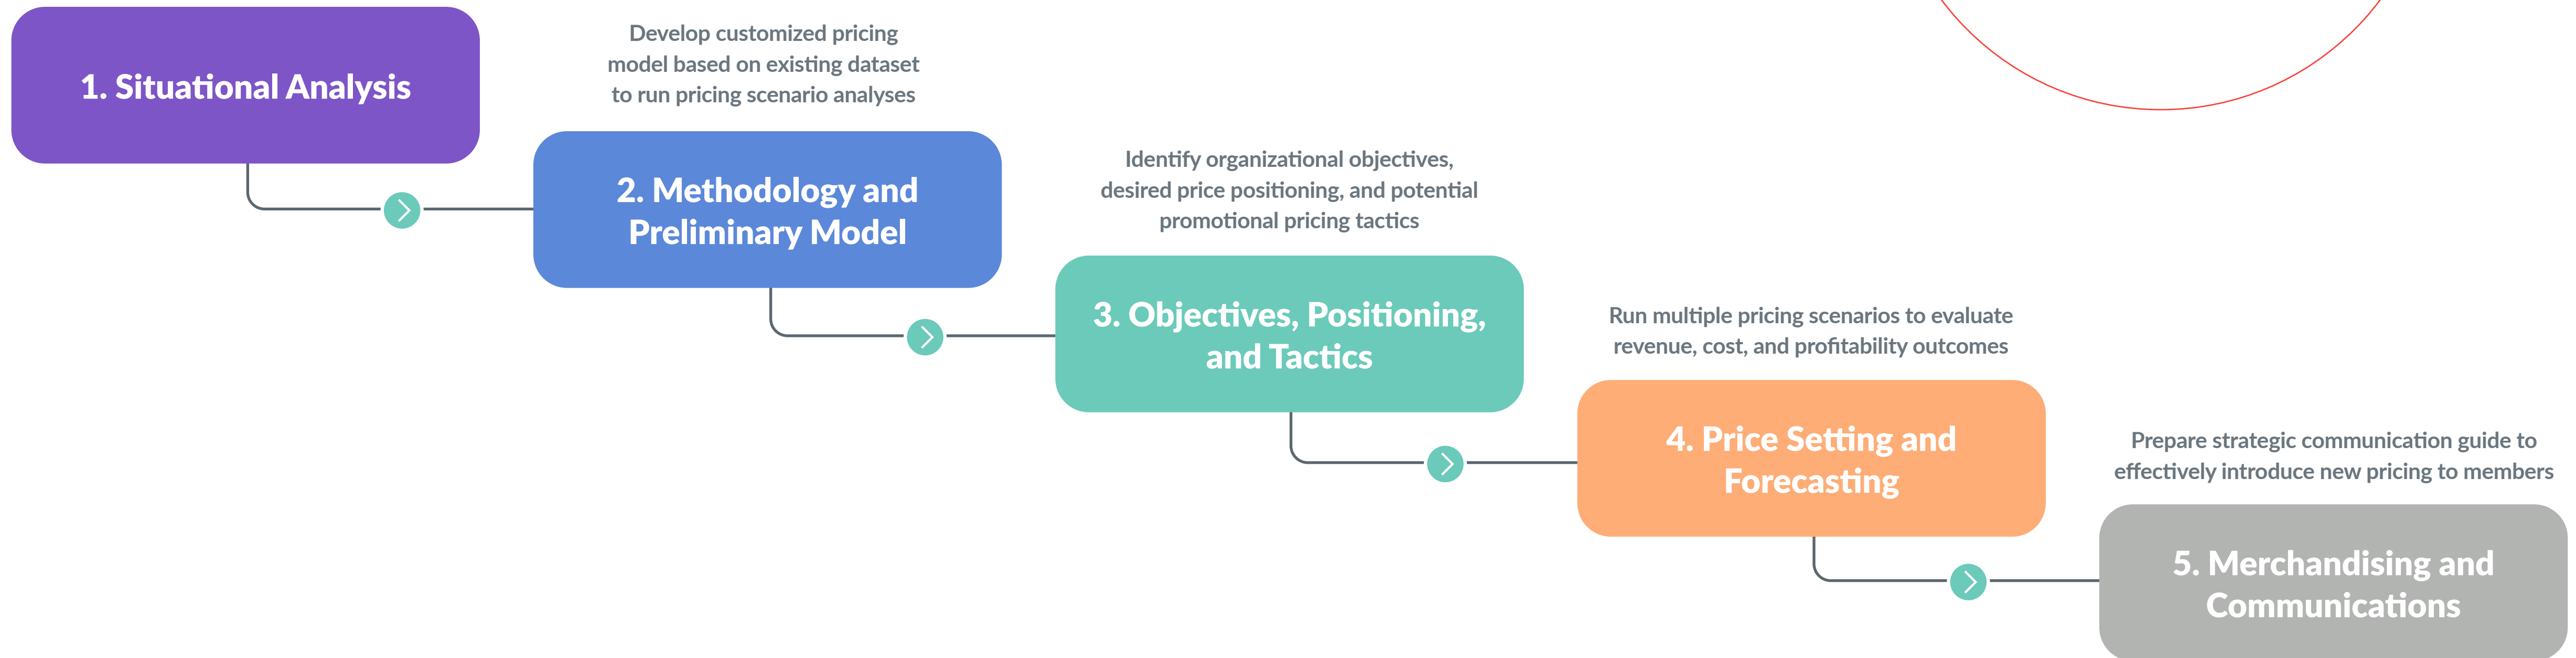 1. Situational Analysis
Develop customized pricing
model based on existing dataset
to run pricing scenario analyses
2. Methodology and
Preliminary Model
Identify organizational objectives,
desired price positioning, and potential
promotional pricing tactics
3. Objectives, Positioning,
and Tactics
Run multiple pricing scenarios to evaluate
revenue, cost, and profitability outcomes
4. Price Setting and
Forecasting
Prepare strategic communication guide to
effectively introduce new pricing to members
5. Merchandising and
Communications